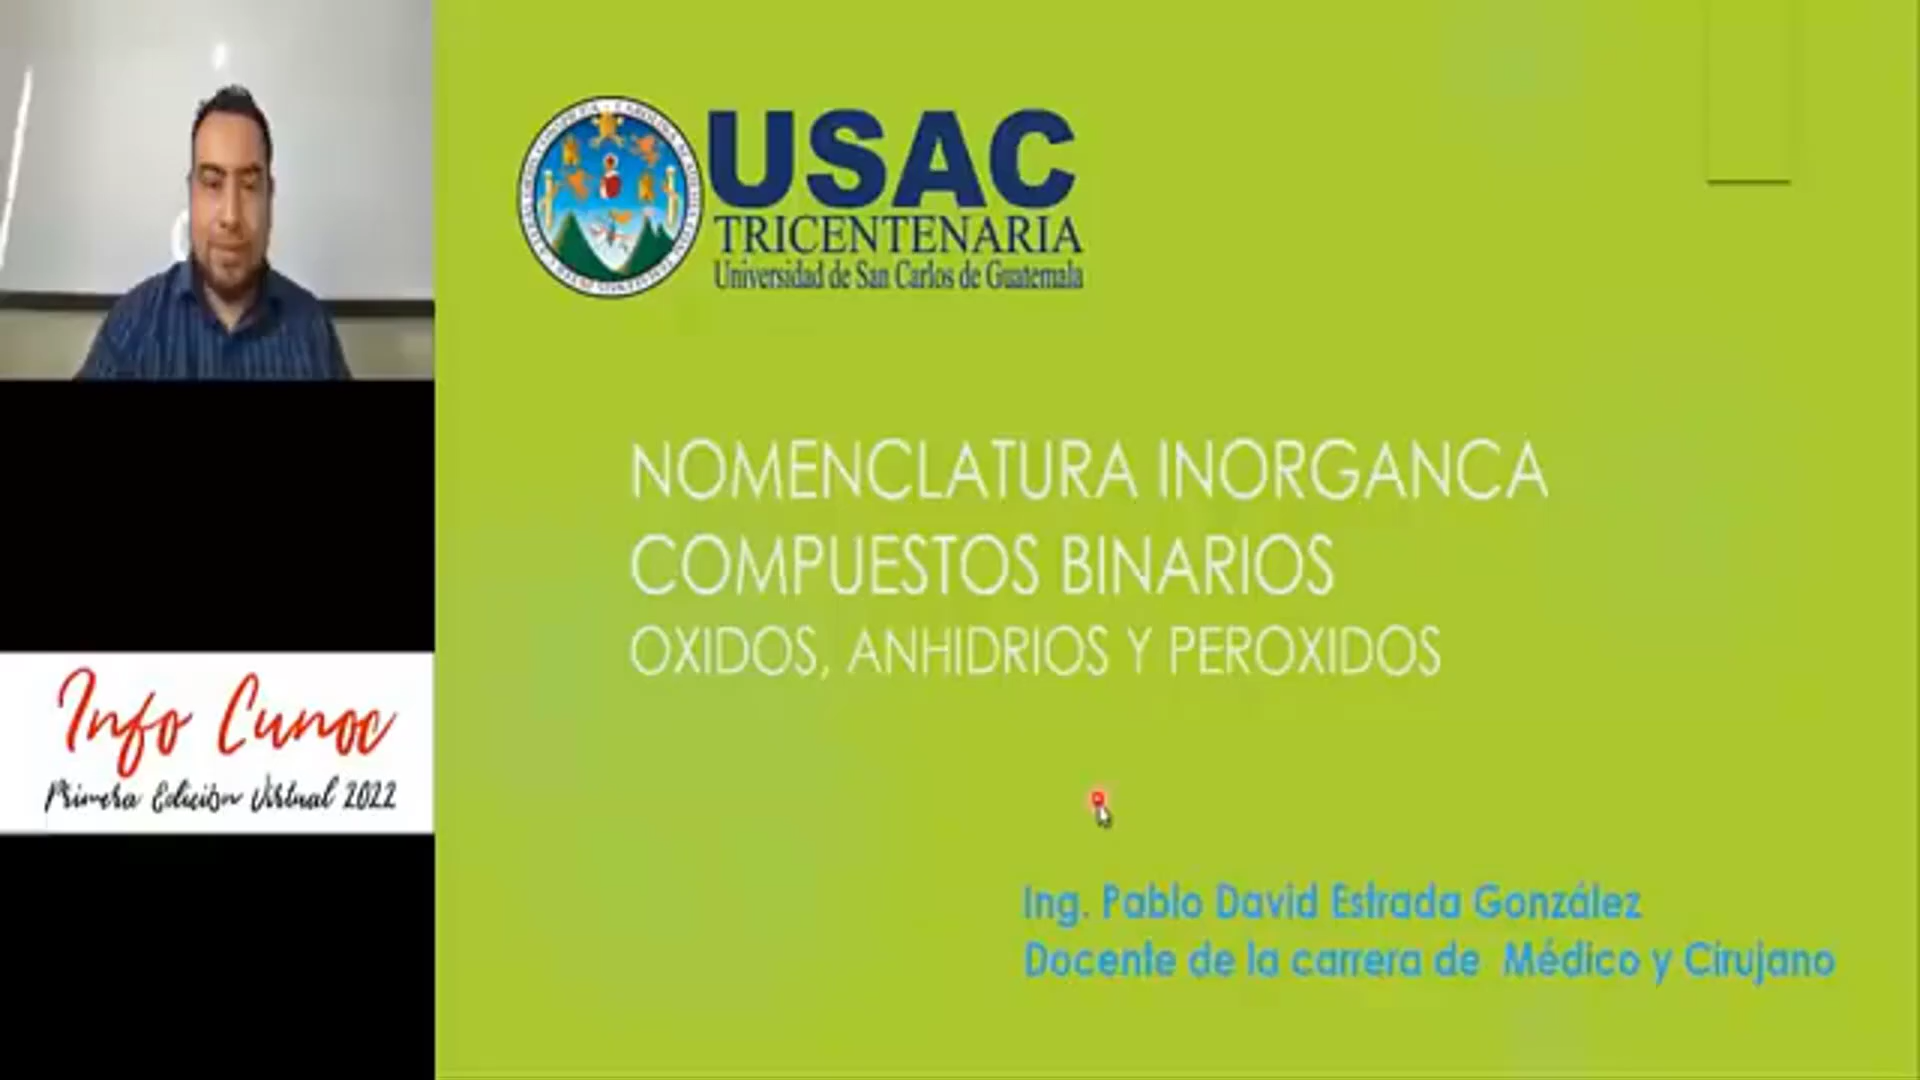 USAC
TRICENTENARIA
Universidad de San Carlos de Guatemala
NOMENCLATURA INORGANCA
COMPUESTOS BINARIOS
OXIDOS, ANHIDRIOS Y PEROXIDOS
Info Cunoc
Primera Edición Virtual 2022
Ing. Pablo David Estrada González
Docente de la carrera de Médico y Cirujano